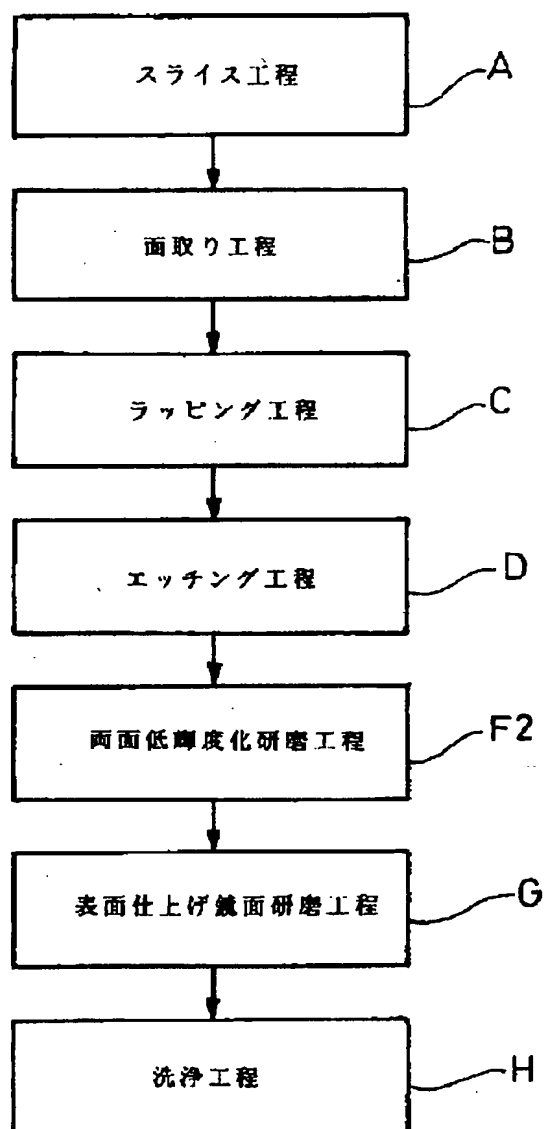 スライス工程
A
面取り工程
B
ラッピング工程
C
エッチング工程
D
両面低輝度化研磨工程
F2
表面仕上げ鏡面研磨工程
G
洗浄工程
H